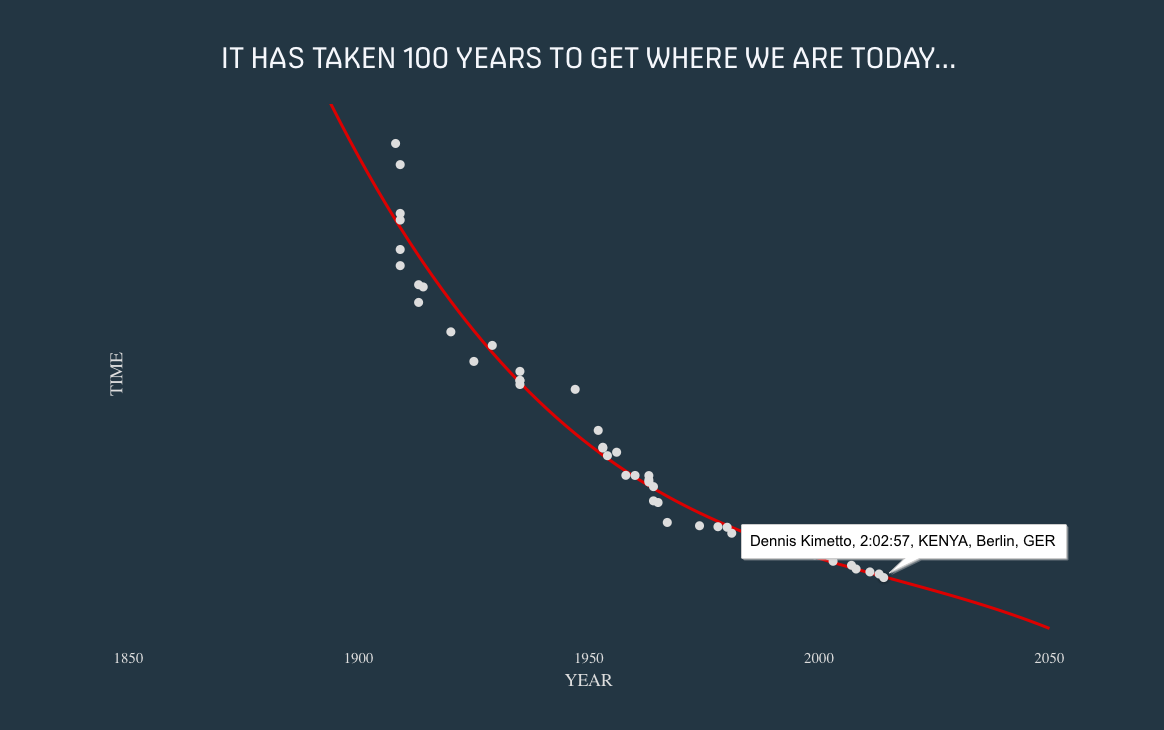 IT HAS TAKEN 100 YEARS TO GET WHERE WE ARE TODAY...
TIME
Dennis Kimetto, 2:02:57, KENYA, Berlin, GER
1850 1900 1950 2000 2050
YEAR